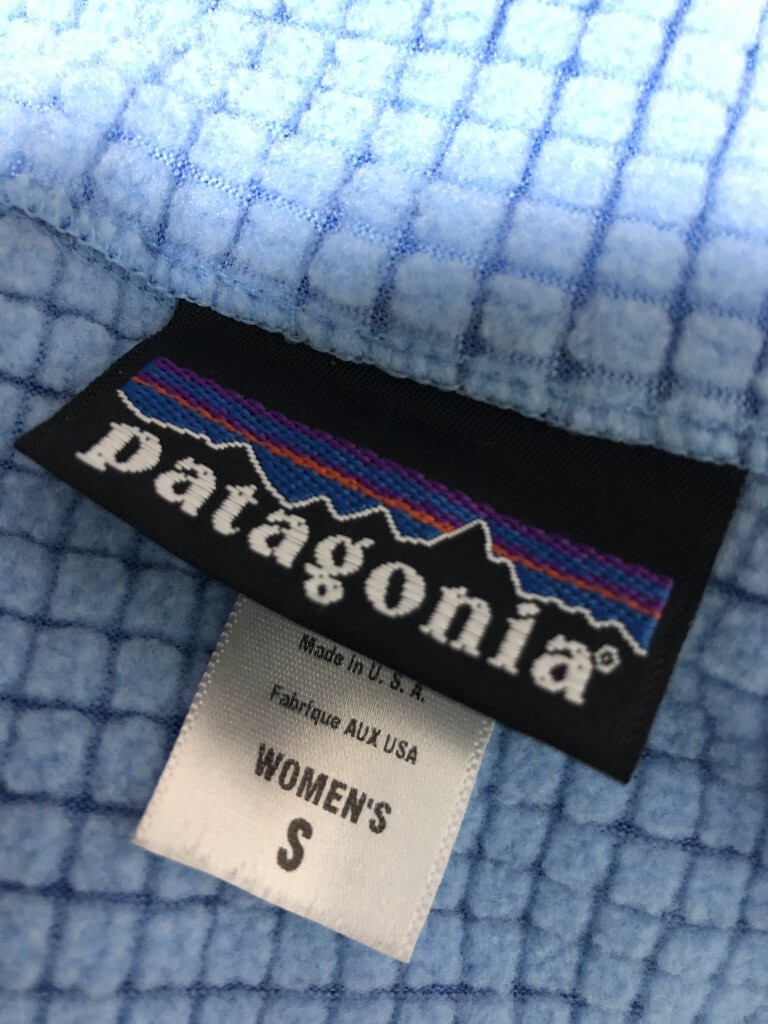 patagonia®
Made in U. S. A.
Fabrique AUX USA
WOMEN'S
S